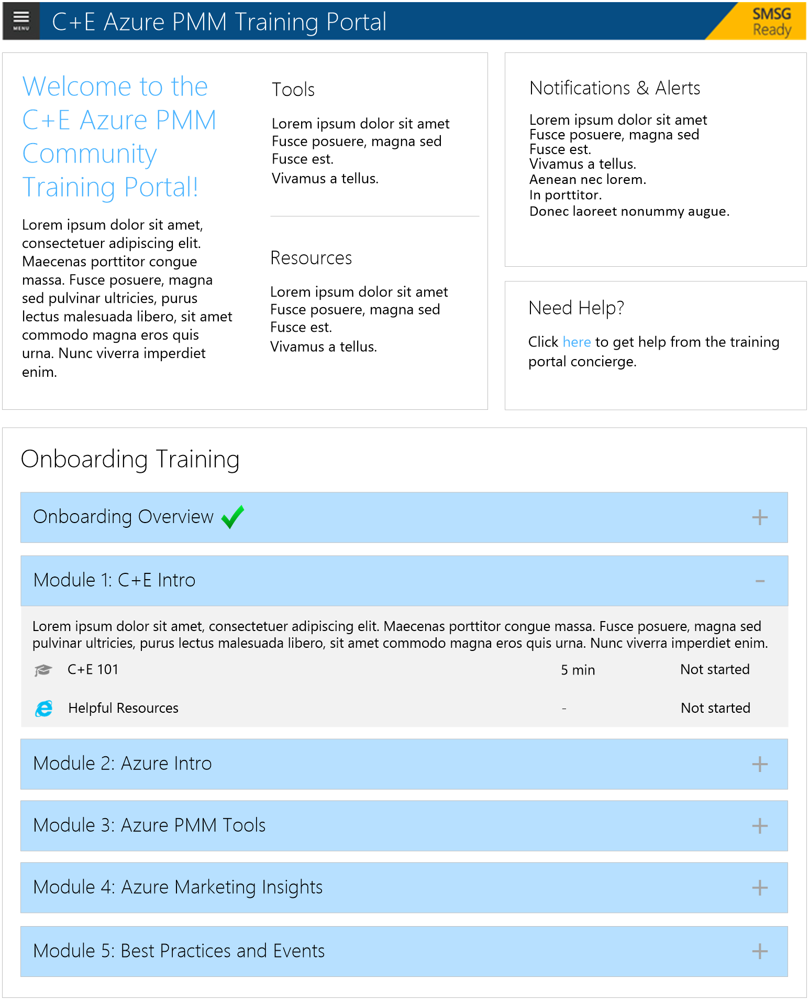 MENU
C+E Azure PMM Training Portal
SMSG
Ready
Welcome to the
C+E Azure PMM
Community
Training Portal!
Lorem ipsum dolor sit amet,
consectetuer adipiscing elit.
Maecenas porttitor congue
massa. Fusce posuere, magna
sed pulvinar ultricies, purus
lectus malesuada libero, sit amet
commodo magna eros quis
urna. Nunc viverra imperdiet
enim.
Tools
Lorem ipsum dolor sit amet
Fusce posuere, magna sed
Fusce est.
Vivamus a tellus.
Resources
Lorem ipsum dolor sit amet
Fusce posuere, magna sed
Fusce est.
Vivamus a tellus.
Notifications & Alerts
Lorem ipsum dolor sit amet
Fusce posuere, magna sed
Fusce est.
Vivamus a tellus.
Aenean nec lorem.
In porttitor.
Donec laoreet nonummy augue.
Need Help?
Click here to get help from the training
portal concierge.
Onboarding Training
Onboarding Overview +
Module 1: C+E Intro -
Lorem ipsum dolor sit amet, consectetuer adipiscing elit. Maecenas porttitor congue massa. Fusce posuere, magna sed
pulvinar ultricies, purus lectus malesuada libero, sit amet commodo magna eros quis urna. Nunc viverra imperdiet enim.
C+E 101 5 min Not started
Helpful Resources - Not started
Module 2: Azure Intro +
Module 3: Azure PMM Tools +
Module 4: Azure Marketing Insights +
Module 5: Best Practices and Events +